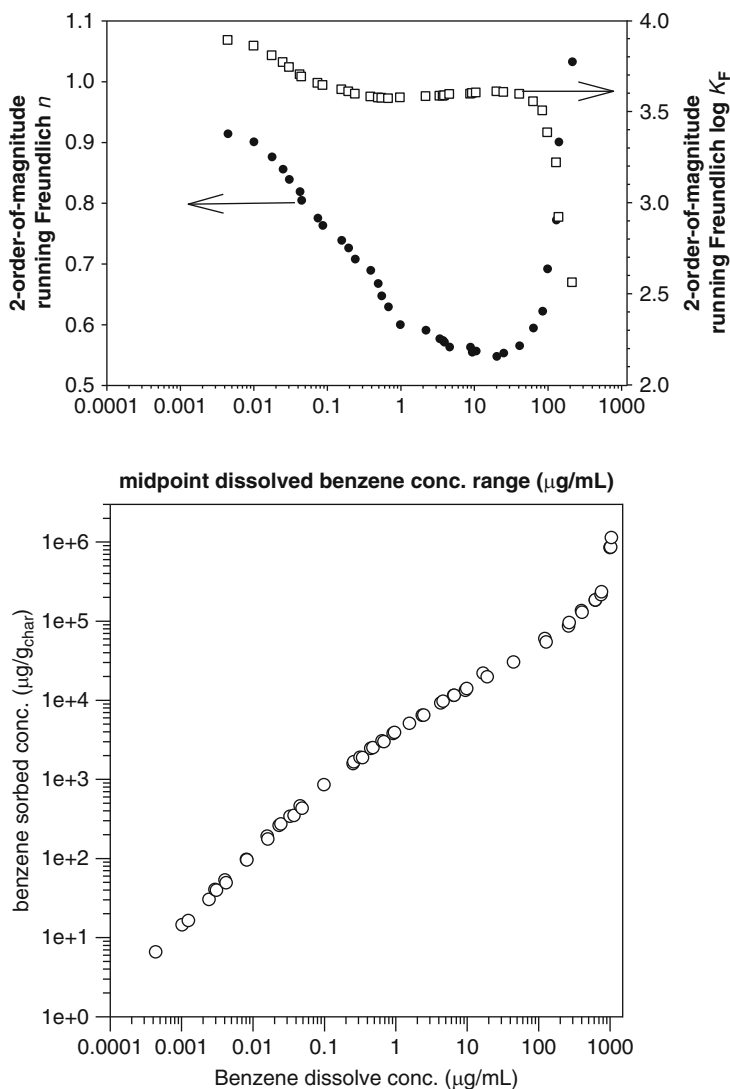 2-order-of-magnitude
running Freundlich n
1.1
1.0
0.9
0.8
0.7
0.6
0.5
4.0
3.5
3.0
2.5
2.0
2-order-of-magnitude
running Freundlich log KF
0.0001 0.001 0.01 0.1 1 10 100 1000
midpoint dissolved benzene conc. range (μg/mL)
benzene sorbed conc. (μg/gchar)
1e+6
1e+5
1e+4
1e+3
1e+2
1e+1
1e+0
0.0001 0.001 0.01 0.1 1 10 100 1000
Benzene dissolve conc. (μg/mL)